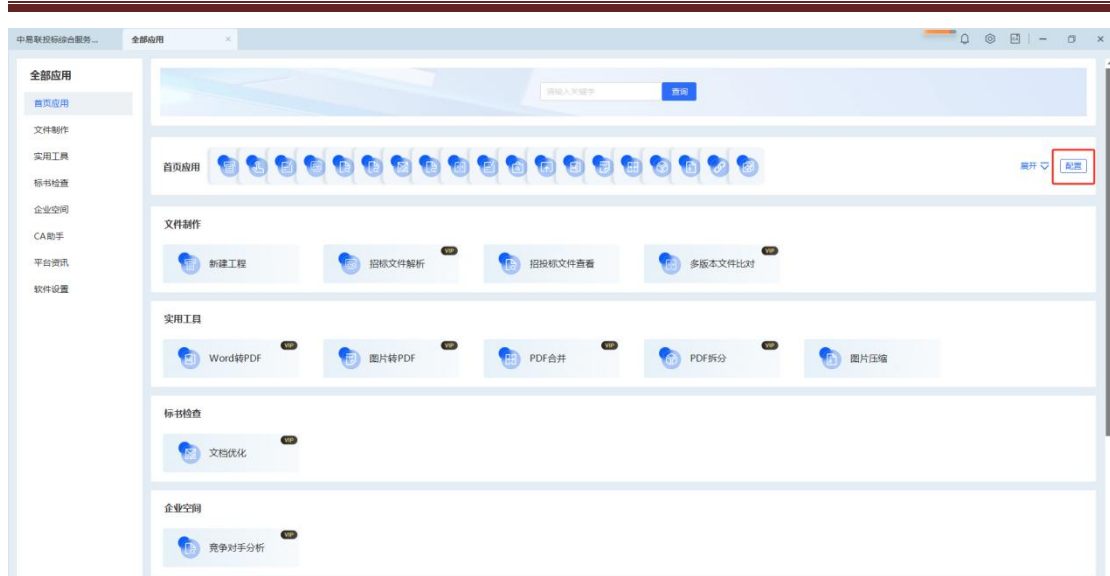 中易联投标综合服务...
全部应用
全部应用
首页应用
文件制作
实用工具
标书检查
企业空间
CA助手
平台资讯
软件设置
请输入关键字
查询
首页应用
展开
配置
文件制作
新建工程
招标文件解析
VIP
招投标文件查看
多版本文件比对
VIP
实用工具
Word转PDF
VIP
图片转PDF
VIP
PDF合并
VIP
PDF拆分
VIP
图片压缩
标书检查
文档优化
VIP
企业空间
竞争对手分析
VIP